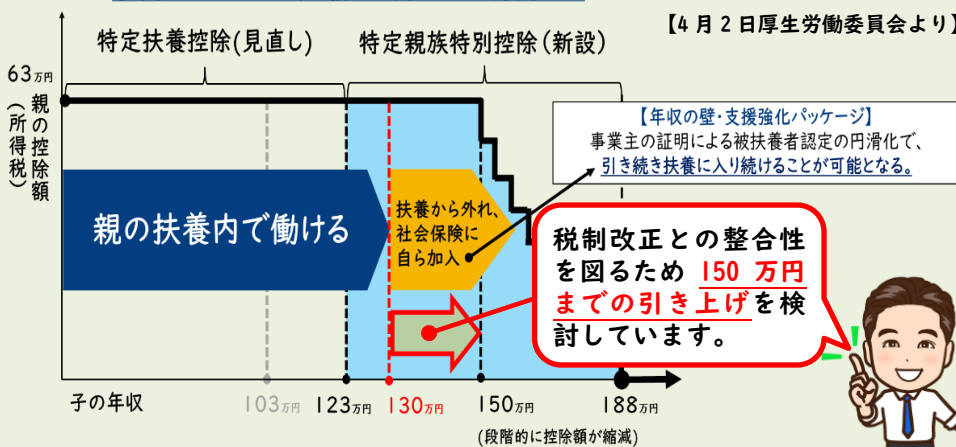 【4月2日厚生労働委員会より】
特定扶養控除(見直し)
特定親族特別控除(新設)
63万円
親の控除額
(所得税)
【年収の壁・支援強化パッケージ】
事業主の証明による被扶養者認定の円滑化で、
引き続き扶養に入り続けることが可能となる。
親の扶養内で働ける
扶養から外れ、
社会保険に
自ら加入
税制改正との整合性
を図るため 150 万円
までの引き上げを検
討しています。
子の年収
103万円
123万円
130万円
150万円
188万円
(段階的に控除額が縮減)